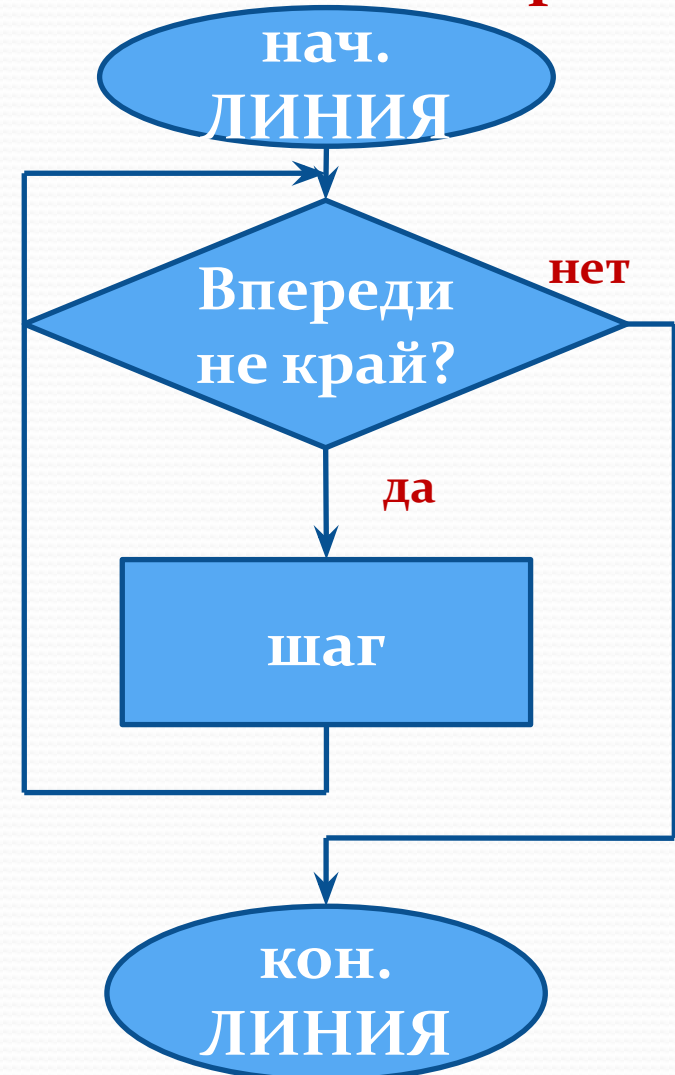 нач.
ЛИНИЯ
Впереди
не край?
нет
да
шаг
кон.
ЛИНИЯ